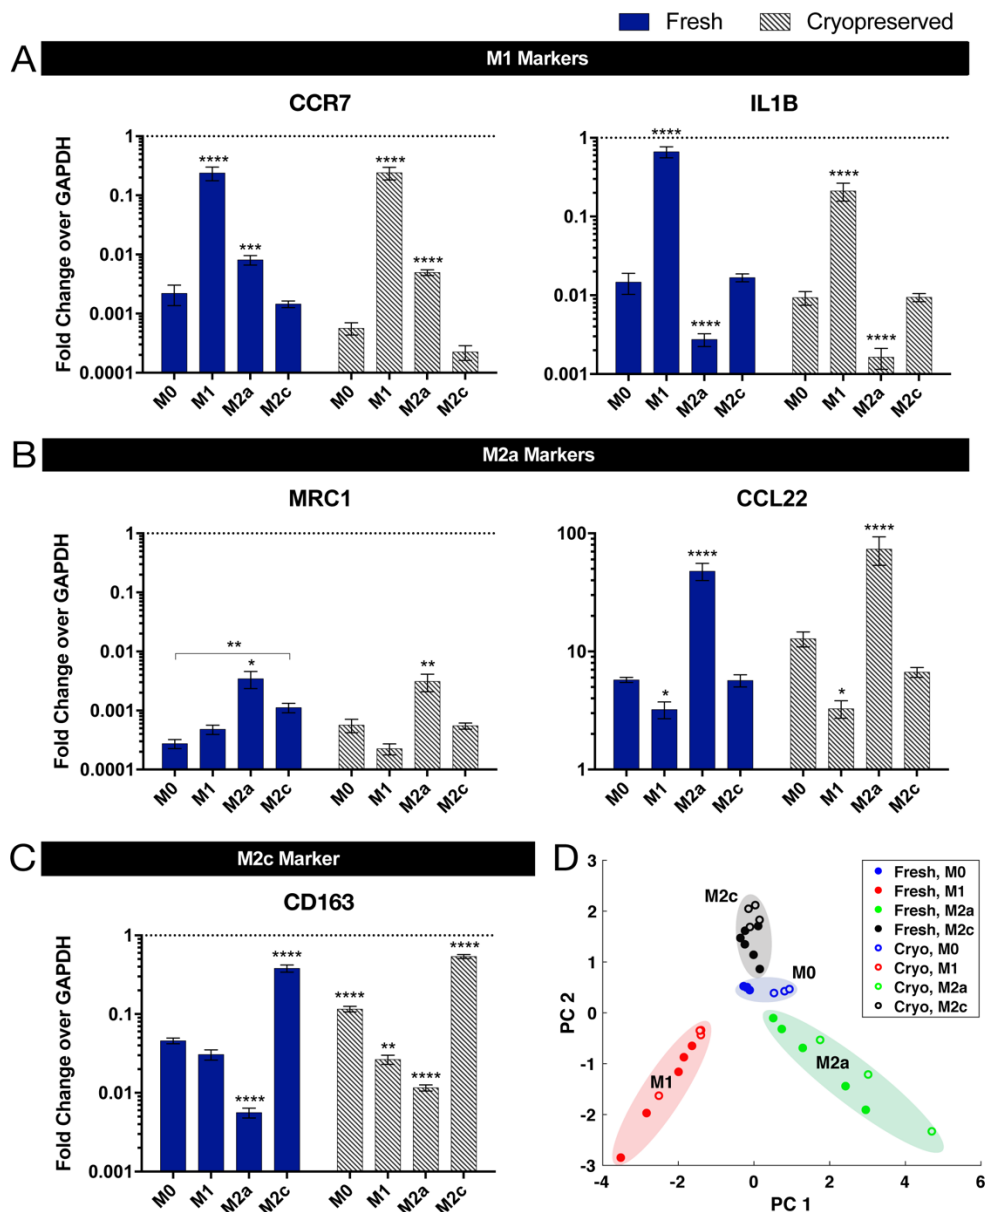 Fresh Cryopreserved
A
M1 Markers
CCR7
IL1B
Fold Change over GAPDH
1
0.1
0.01
0.001
0.0001
**** *** **** ****
M0 M1 M2a M2c M0 M1 M2a M2c
1
0.1
0.01
0.001
**** **** **** ****
M0 M1 M2a M2c M0 M1 M2a M2c
B
M2a Markers
MRC1
CCL22
Fold Change over GAPDH
1
0.1
0.01
0.001
0.0001
** * **
M0 M1 M2a M2c M0 M1 M2a M2c
100
10
1
* **** * ****
M0 M1 M2a M2c M0 M1 M2a M2c
C
M2c Marker
CD163
Fold Change over GAPDH
1
0.1
0.01
0.001
**** **** **** ** **** ****
M0 M1 M2a M2c M0 M1 M2a M2c
D
PC 2
3
2
1
0
-1
-2
-3
M2c
M0
M1
M2a
Fresh, M0
Fresh, M1
Fresh, M2a
Fresh, M2c
Cryo, M0
Cryo, M1
Cryo, M2a
Cryo, M2c
-4 -2 0 2 4 6
PC 1